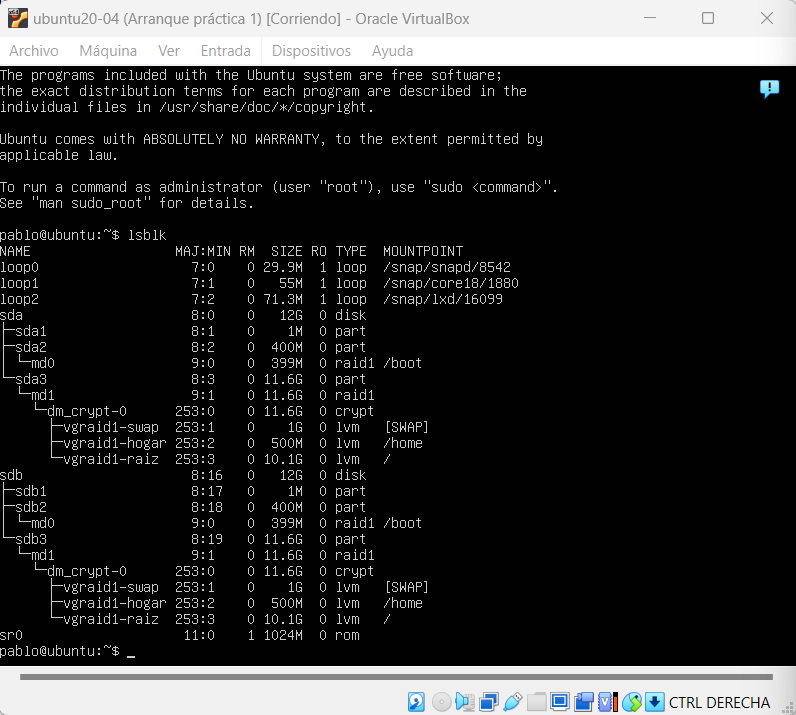 ubuntu20-04 (Arranque práctica 1) [Corriendo] - Oracle VirtualBox
Archivo Máquina Ver Entrada Dispositivos Ayuda
The programs included with the Ubuntu system are free software;
the exact distribution terms for each program are described in the
individual files in /usr/share/doc/*/copyright.

Ubuntu comes with ABSOLUTELY NO WARRANTY, to the extent permitted by
applicable law.

To run a command as administrator (user "root"), use "sudo <command>".
See "man sudo_root" for details.

pablo@ubuntu:~$ lsblk
NAME                  MAJ:MIN RM  SIZE RO TYPE  MOUNTPOINT
loop0                   7:0    0 29.9M  1 loop  /snap/snapd/8542
loop1                   7:1    0   55M  1 loop  /snap/core18/1880
loop2                   7:2    0 71.3M  1 loop  /snap/lxd/16099
sda                     8:0    0   12G  0 disk
├─sda1                  8:1    0    1M  0 part
├─sda2                  8:2    0  400M  0 part
│ └─md0                 9:0    0  399M  0 raid1 /boot
└─sda3                  8:3    0 11.6G  0 part
  └─md1                 9:1    0 11.6G  0 raid1
    └─dm_crypt-0      253:0    0 11.6G  0 crypt
      ├─vgraid1-swap  253:1    0    1G  0 lvm   [SWAP]
      ├─vgraid1-hogar 253:2    0  500M  0 lvm   /home
      └─vgraid1-raiz  253:3    0 10.1G  0 lvm   /
sdb                     8:16   0   12G  0 disk
├─sdb1                  8:17   0    1M  0 part
├─sdb2                  8:18   0  400M  0 part
│ └─md0                 9:0    0  399M  0 raid1 /boot
└─sdb3                  8:19   0 11.6G  0 part
  └─md1                 9:1    0 11.6G  0 raid1
    └─dm_crypt-0      253:0    0 11.6G  0 crypt
      ├─vgraid1-swap  253:1    0    1G  0 lvm   [SWAP]
      ├─vgraid1-hogar 253:2    0  500M  0 lvm   /home
      └─vgraid1-raiz  253:3    0 10.1G  0 lvm   /
sr0                    11:0    1 1024M  0 rom
pablo@ubuntu:~$ _
CTRL DERECHA